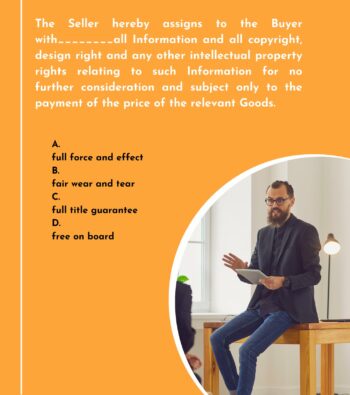 The Seller hereby assigns to the Buyer
with________all Information and all copyright,
design right and any other intellectual property
rights relating to such Information for no
further consideration and subject only to the
payment of the price of the relevant Goods.
A.
full force and effect
B.
fair wear and tear
C.
full title guarantee
D.
free on board